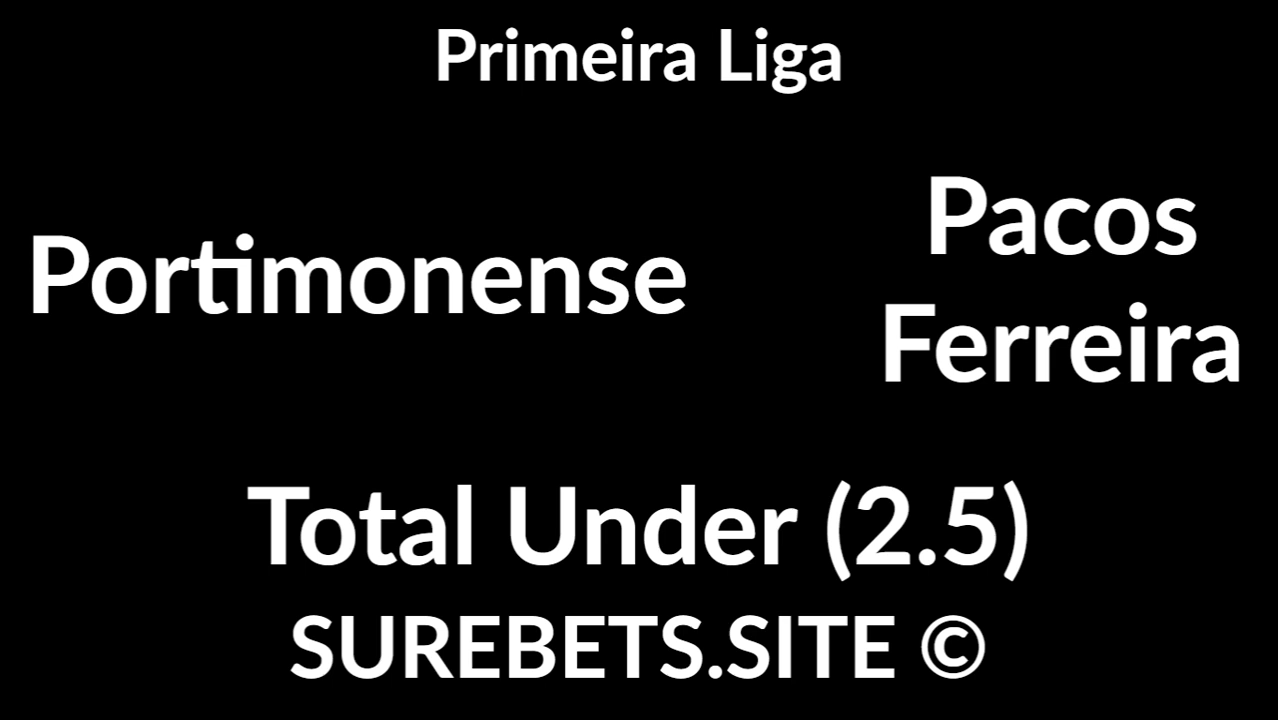 Primeira Liga
Portimonense
Pacos
Ferreira
Total Under (2.5)
SUREBETS.SITE ©